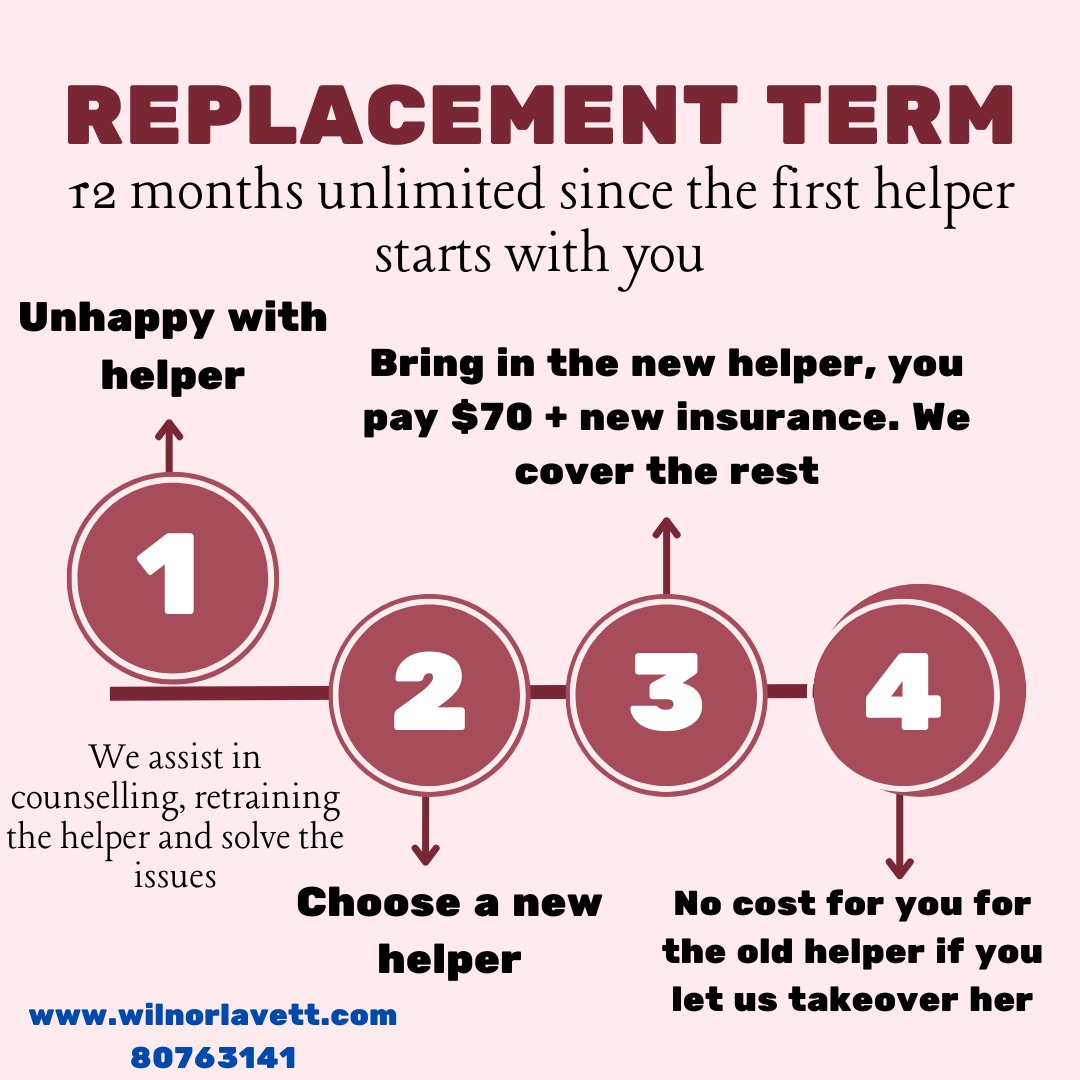 REPLACEMENT TERM
12 months unlimited since the first helper
starts with you
Unhappy with
helper
Bring in the new helper, you
pay $70 + new insurance. We
cover the rest
1
2
3
4
We assist in
counselling, retraining
the helper and solve the
issues
Choose a new
helper
No cost for you for
the old helper if you
let us takeover her
www.wilnorlavett.com
80763141